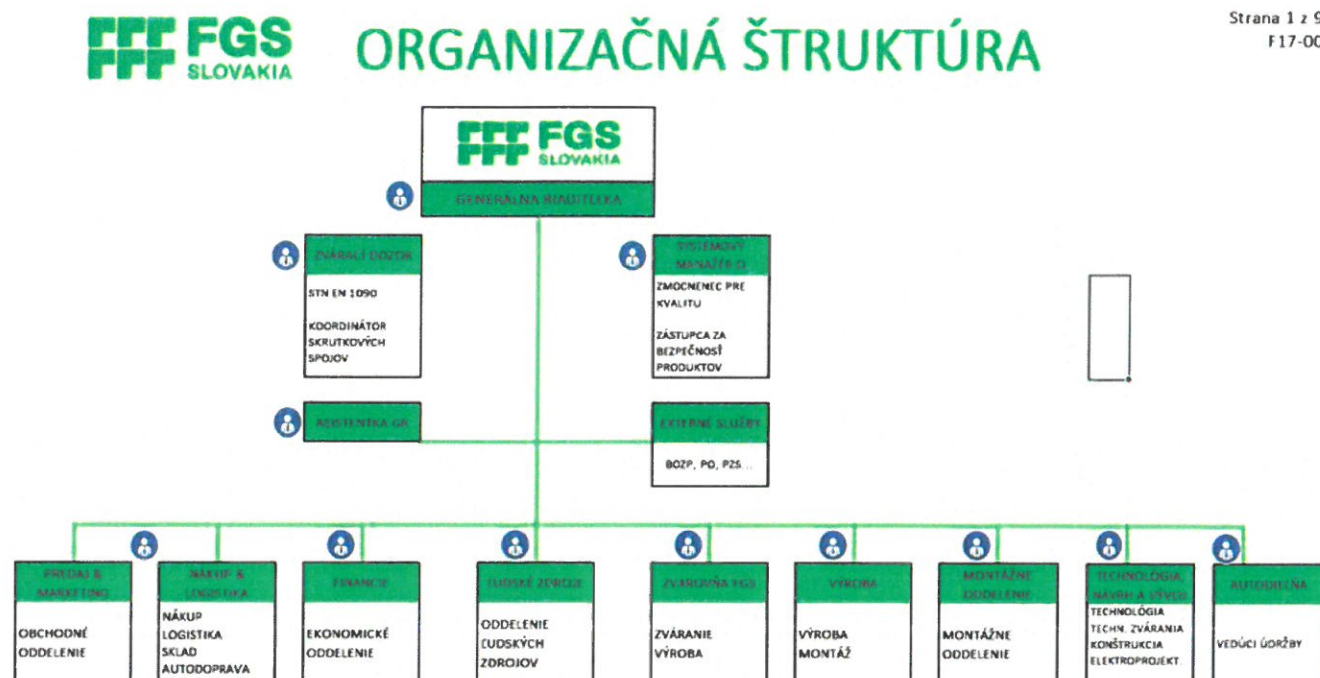 FGS
SLOVAKIA
ORGANIZAČNÁ ŠTRUKTÚRA
Strana 1 z 9
F17-00
FGS
SLOVAKIA
GENERÁLNA RIADITEĽKA
ZVÁRACÍ DOZOR
STN EN 1090
KOORDINÁTOR
SKRUTKOVÝCH
SPOJOV
SYSTÉMOVÝ
MANAŽÉR
ZMOCNENEC PRE
KVALITU
ZÁSTUPCA ZA
BEZPEČNOSŤ
PRODUKTOV
ASISTENTKA GR
EXTERNÉ SLUŽBY
BOZP, PO, PZS...
PREDAJ &
MARKETING
OBCHODNÉ
ODDELENIE
NÁKUP &
LOGISTIKA
NÁKUP
LOGISTIKA
SKLAD
AUTODOPRAVA
FINANCIE
EKONOMICKÉ
ODDELENIE
ĽUDSKÉ ZDROJE
ODDELENIE
ĽUDSKÝCH
ZDROJOV
ZVAROVŇA FGS
ZVÁRANIE
VÝROBA
VÝROBA
VÝROBA
MONTÁŽ
MONTÁŽNE
ODDELENIE
MONTÁŽNE
ODDELENIE
TECHNOLÓGIA,
NÁVRH A VÝVOJ
TECHNOLÓGIA
TECHN. ZVÁRANIA
KONŠTRUKCIA
ELEKTROPROJEKT.
AUTODIELŇA
VEDÚCI ÚDRŽBY